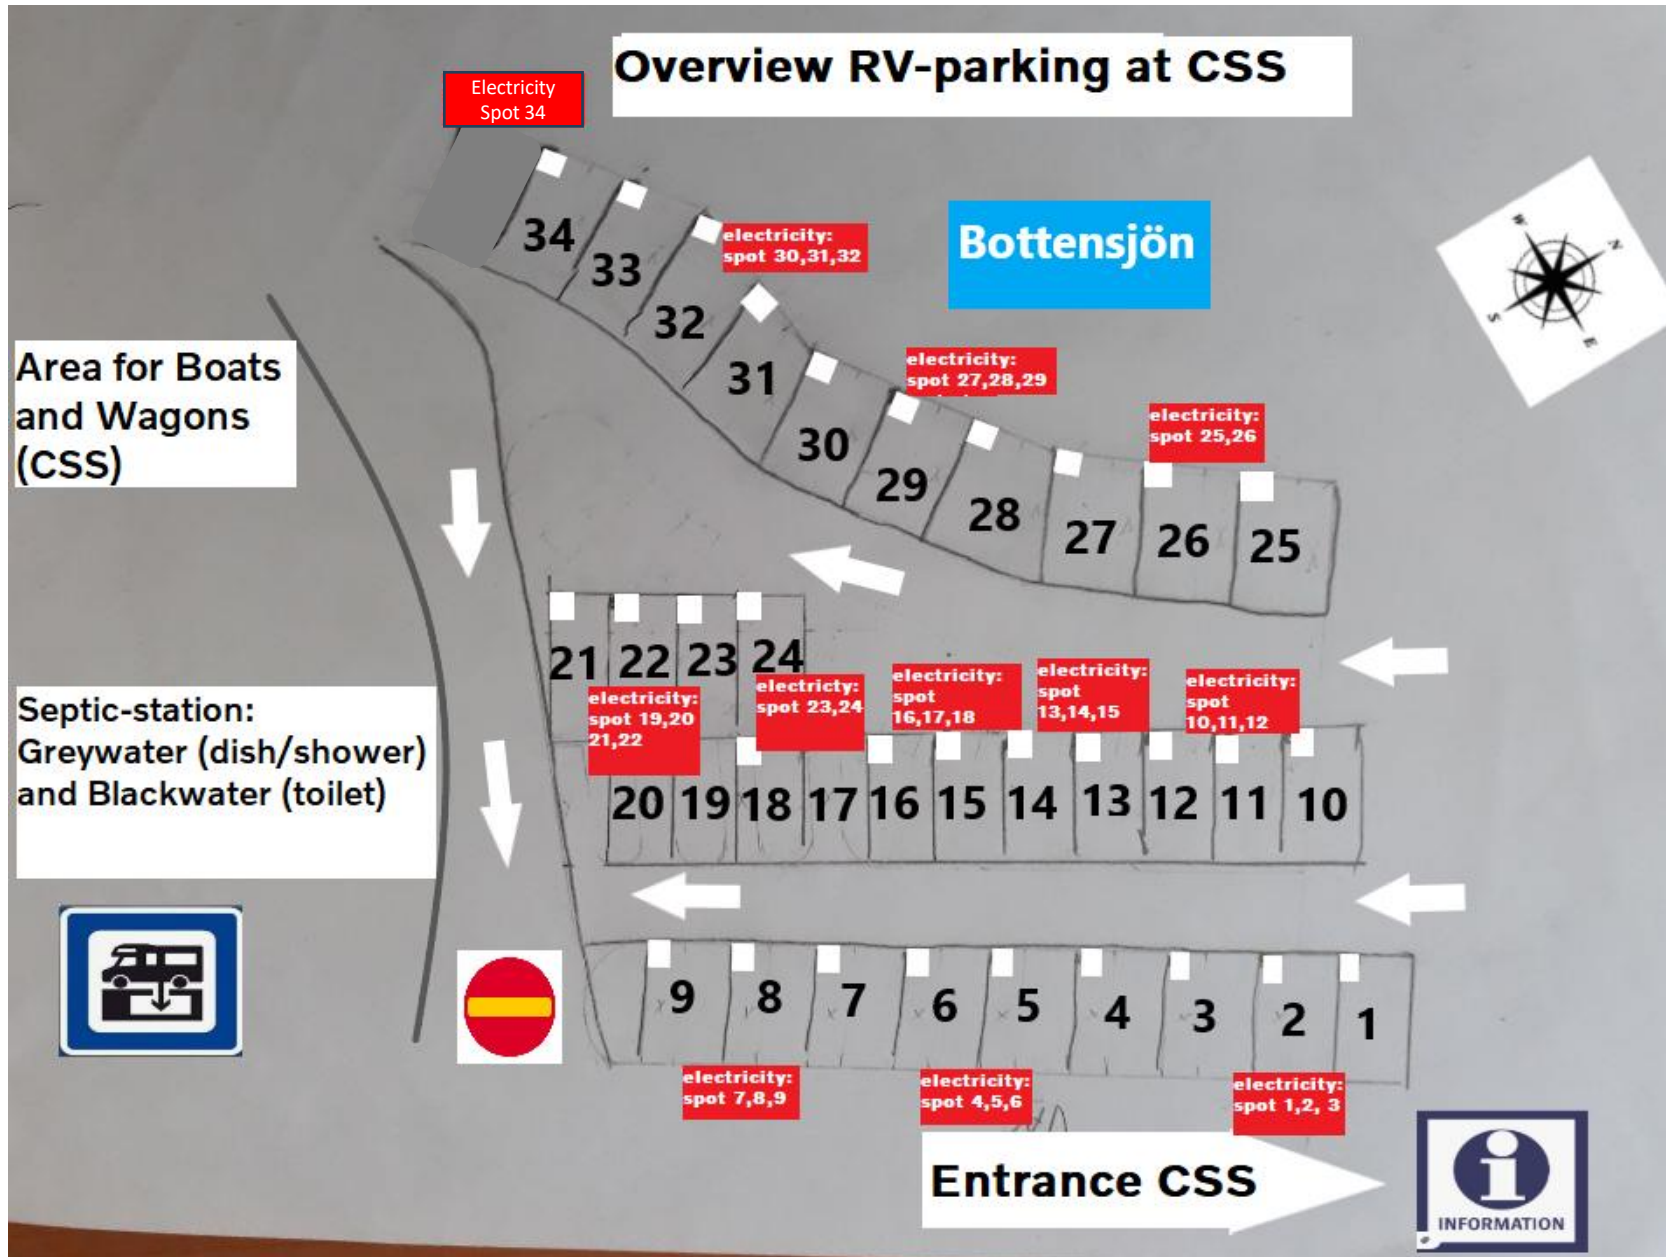 Overview RV-parking at CSS
Electricity
Spot 34
34
33
32
31
30
29
28
27
26
25
electricity:
spot 30,31,32
Bottensjön
W
N
S
E
electricity:
spot 27,28,29
electricity:
spot 25,26
Area for Boats
and Wagons
(CSS)
21 22 23 24
electricity:
spot 19,20
21,22
electricty:
spot 23,24
electricity:
spot
16,17,18
electricity:
spot
13,14,15
electricity:
spot
10,11,12
Septic-station:
Greywater (dish/shower)
and Blackwater (toilet)
20 19 18 17 16 15 14 13 12 11 10
9 8 7 6 5 4 3 2 1
electricity:
spot 7,8,9
electricity:
spot 4,5,6
electricity:
spot 1,2, 3
Entrance CSS
i
INFORMATION